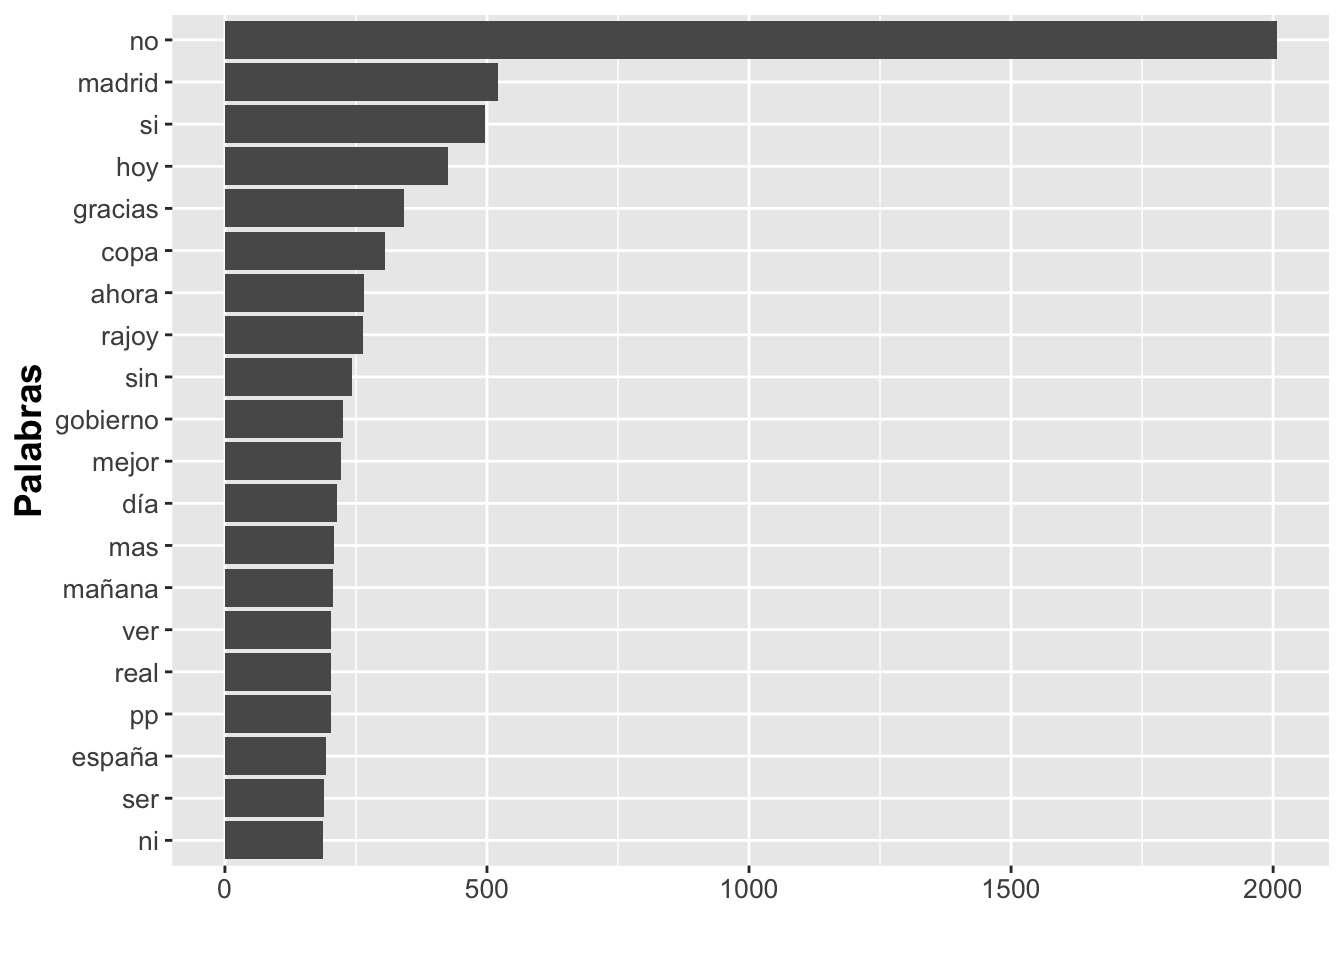 Palabras
no
madrid
si
hoy
gracias
copa
ahora
rajoy
sin
gobierno
mejor
día
mas
mañana
ver
real
pp
españa
ser
ni
0 500 1000 1500 2000